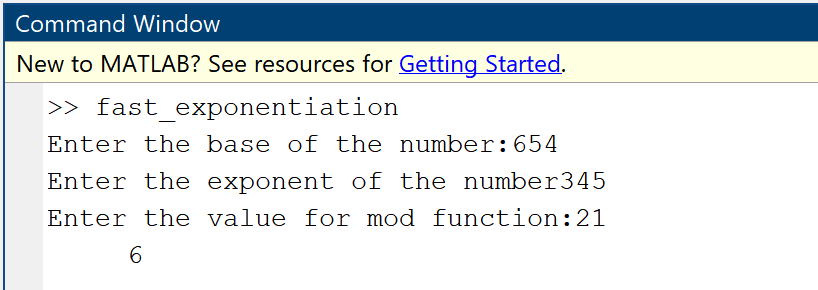 Command Window
New to MATLAB? See resources for Getting Started.
>> fast_exponentiation
Enter the base of the number:654
Enter the exponent of the number345
Enter the value for mod function:21
6